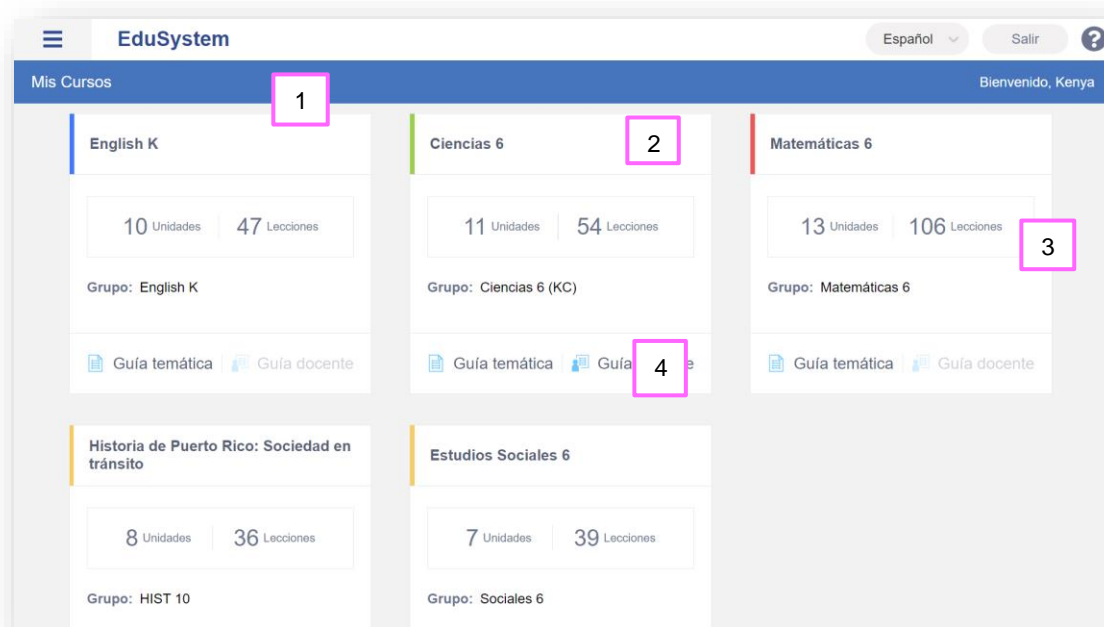 EduSystem
Español
Salir
?
Mis Cursos
Bienvenido, Kenya
1
English K
Ciencias 6
2
Matemáticas 6
10 Unidades 47 Lecciones
11 Unidades 54 Lecciones
13 Unidades 106 Lecciones
3
Grupo: English K
Grupo: Ciencias 6 (KC)
Grupo: Matemáticas 6
Guía temática Guía docente
Guía temática Guía
4
e
Guía temática Guía docente
Historia de Puerto Rico: Sociedad en
tránsito
Estudios Sociales 6
8 Unidades 36 Lecciones
7 Unidades 39 Lecciones
Grupo: HIST 10
Grupo: Sociales 6